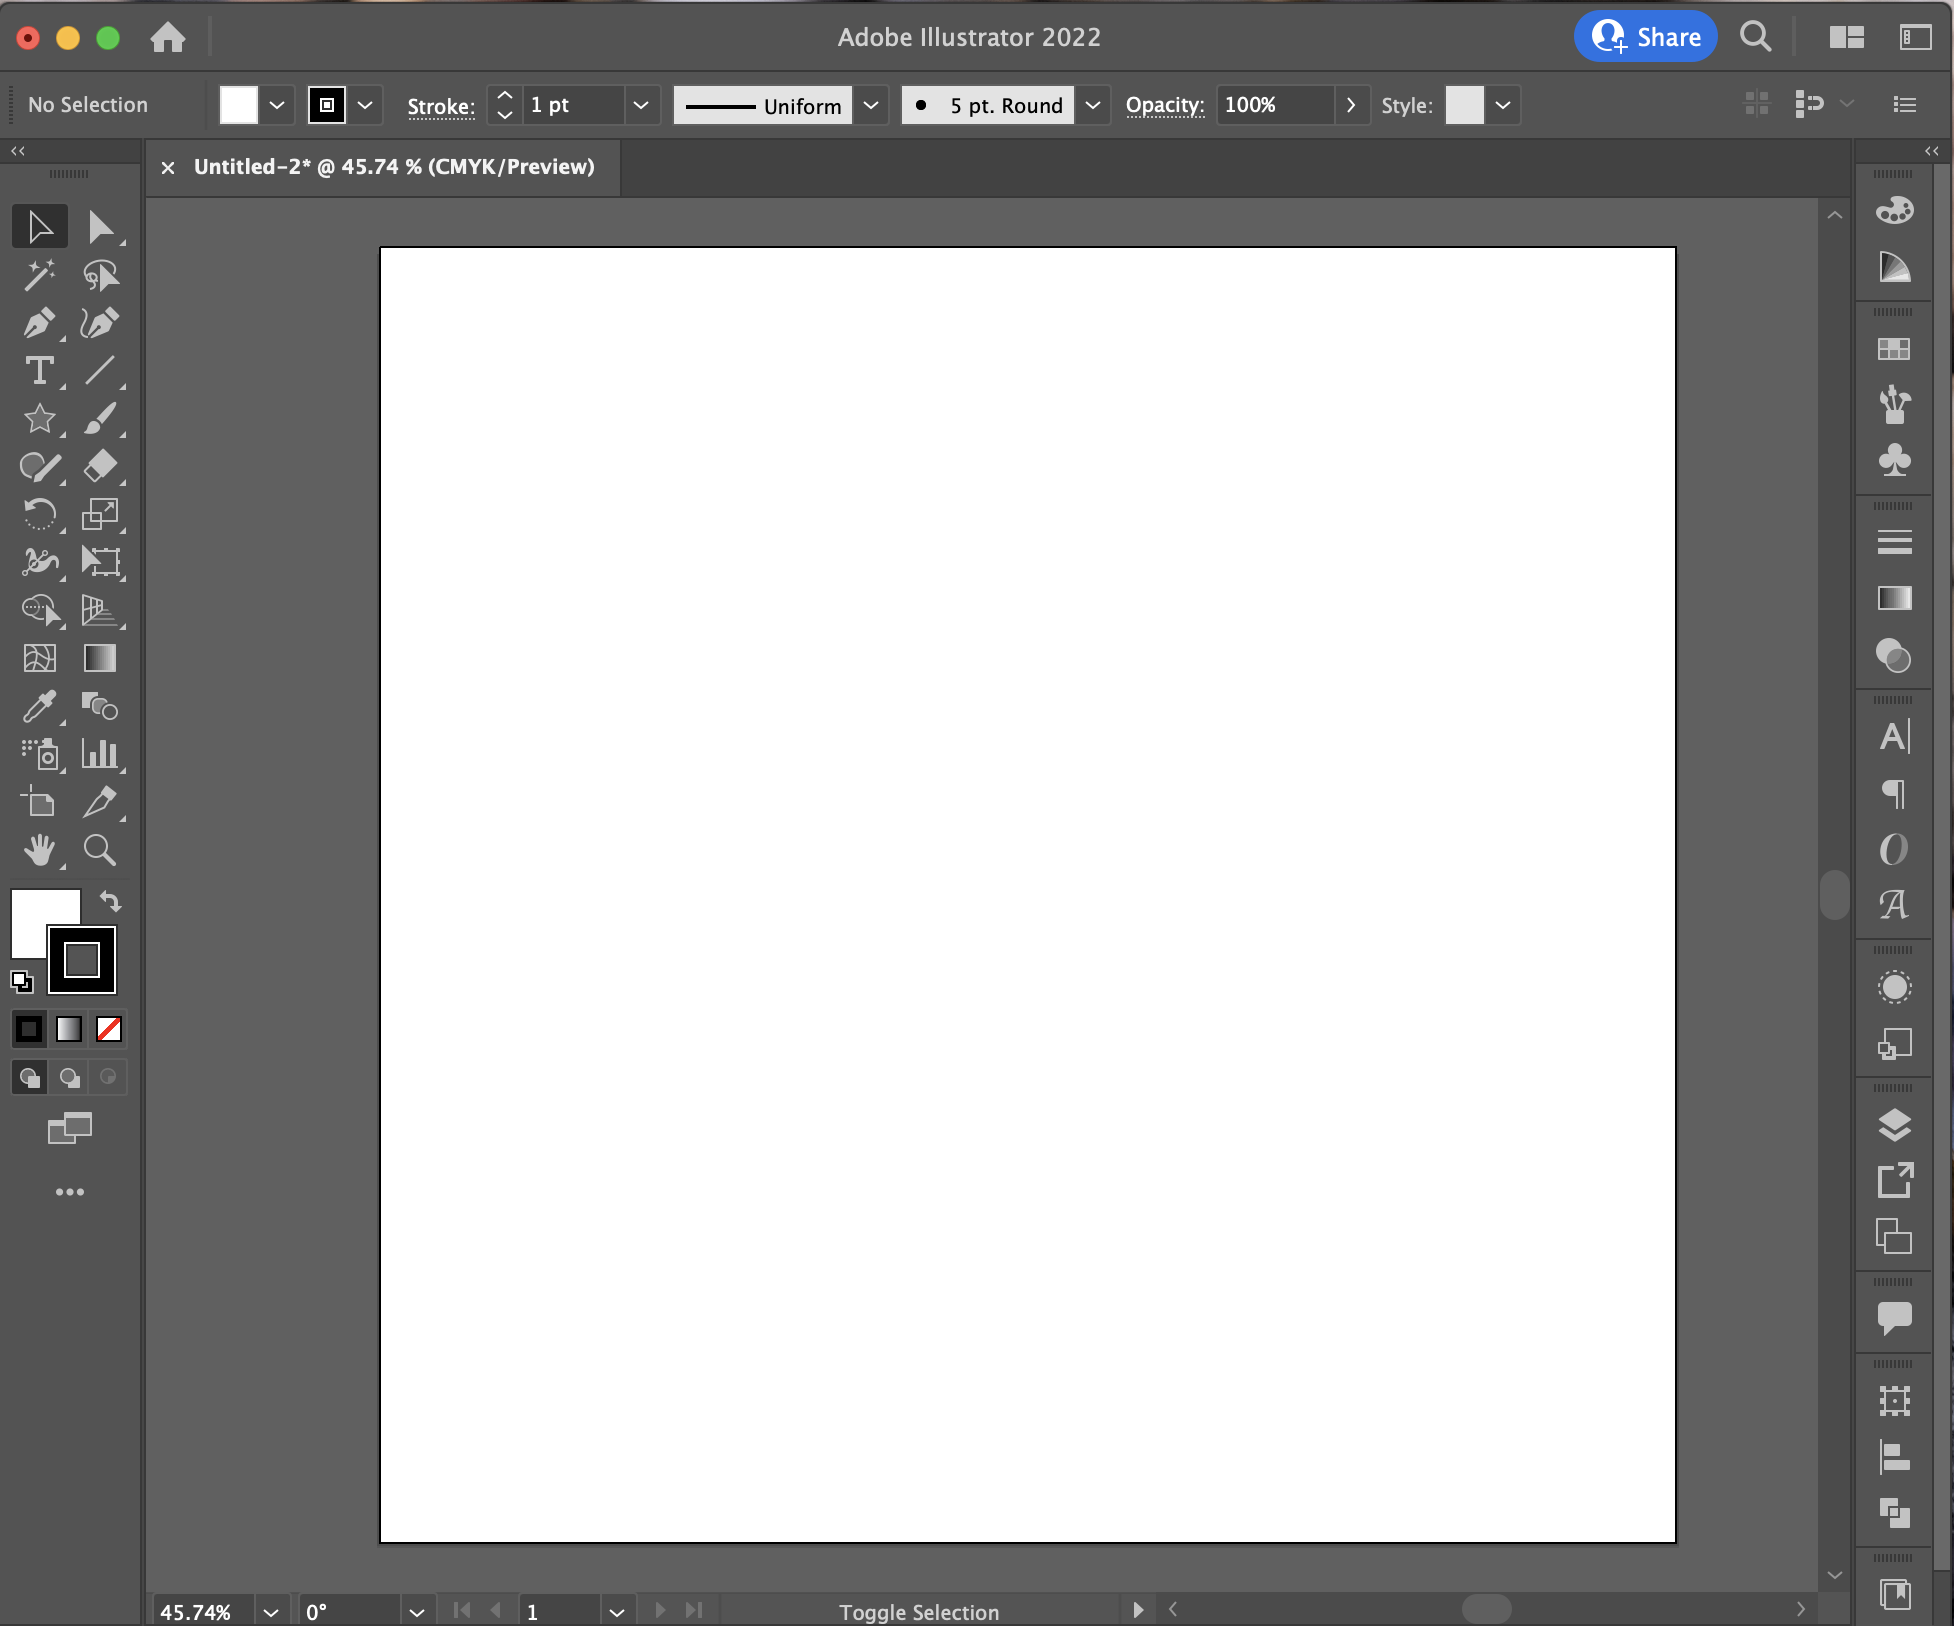 Adobe Illustrator 2022
Share
No Selection
Stroke:
1 pt
Uniform
5 pt. Round
Opacity:
100%
Style:
Untitled-2* @ 45.74 % (CMYK/Preview)
45.74%
0°
1
Toggle Selection